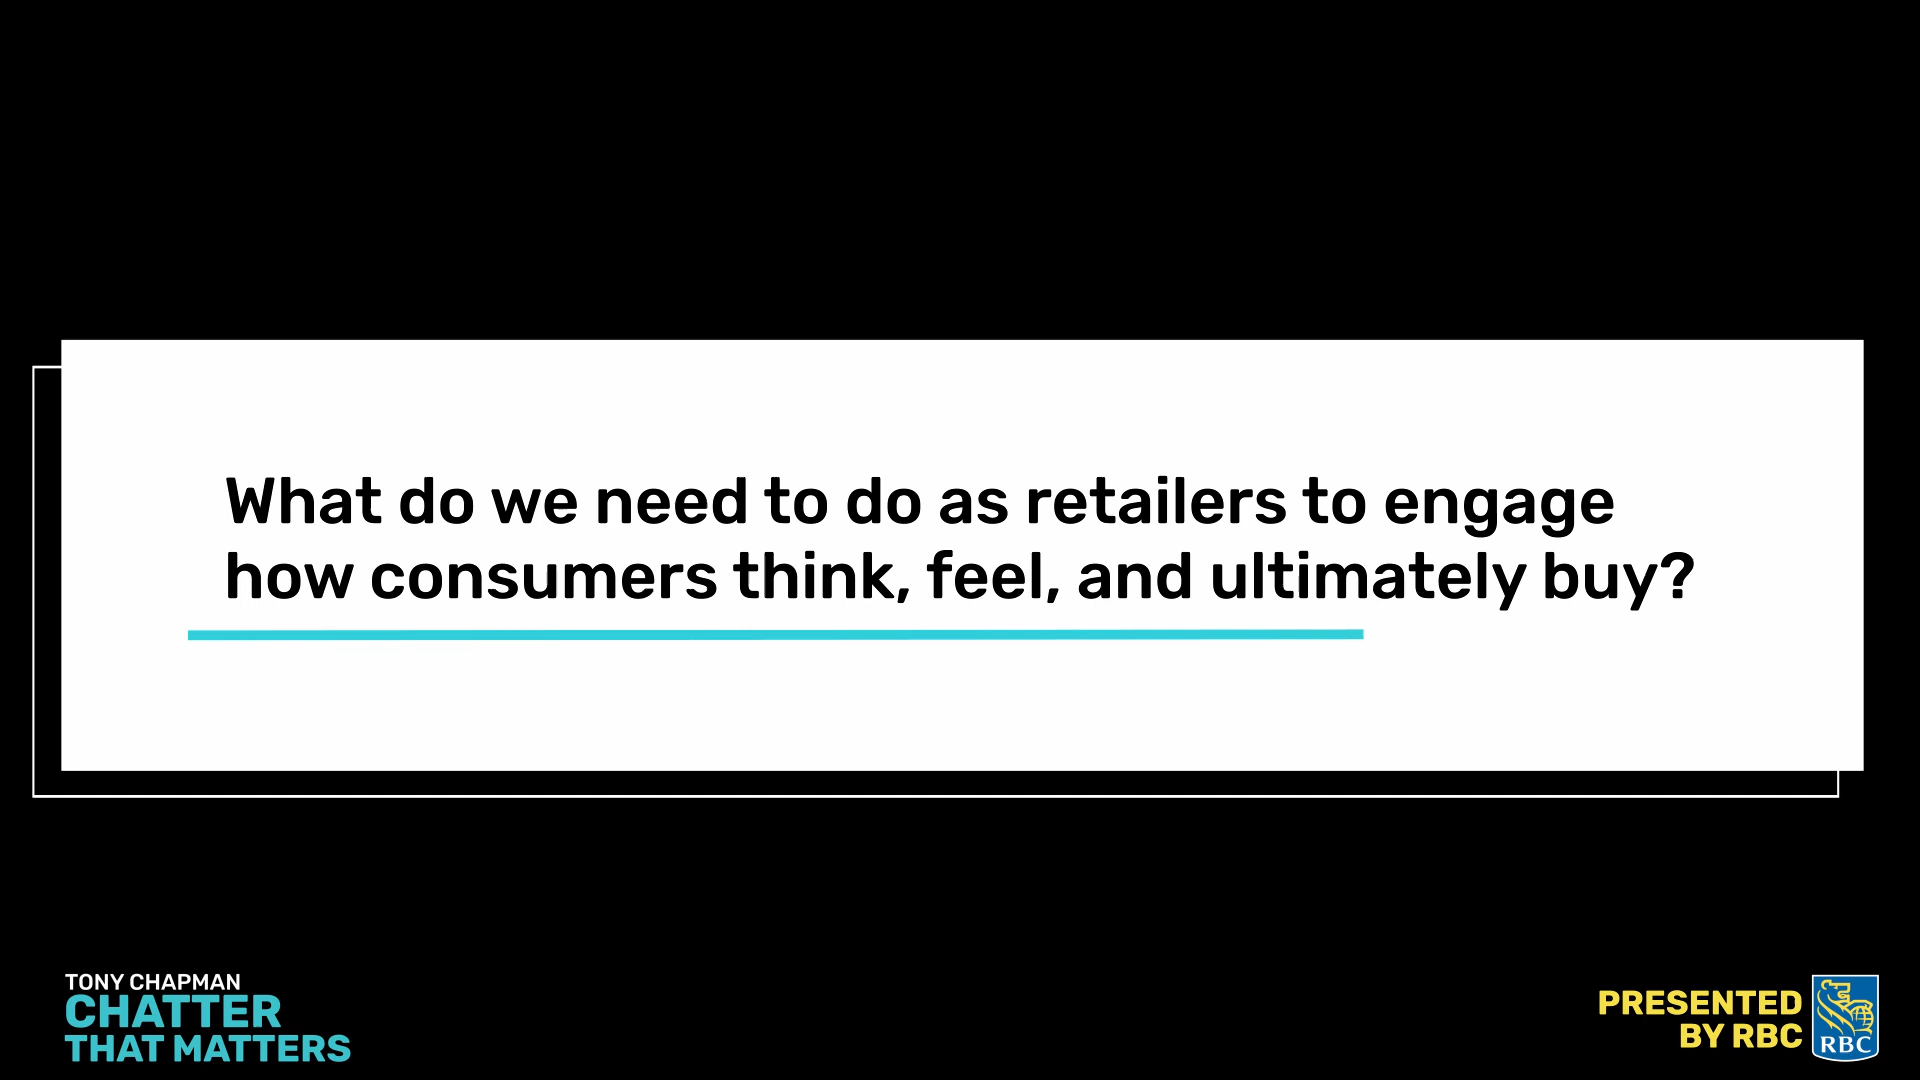 What do we need to do as retailers to engage
how consumers think, feel, and ultimately buy?
TONY CHAPMAN
CHATTER
THAT MATTERS
PRESENTED
BY RBC
RBC